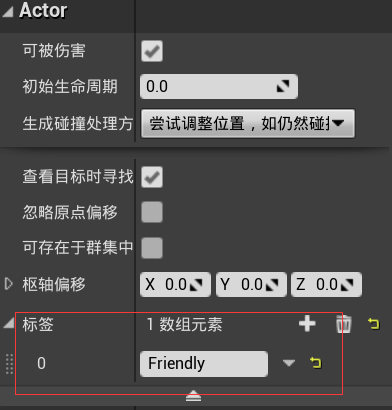 Actor
可被伤害
初始生命周期 0.0
生成碰撞处理方 尝试调整位置，如仍然碰撞
查看目标时寻找
忽略原点偏移
可存在于群集中
枢轴偏移 X 0.0 Y 0.0 Z 0.0
标签 1 数组元素
0 Friendly